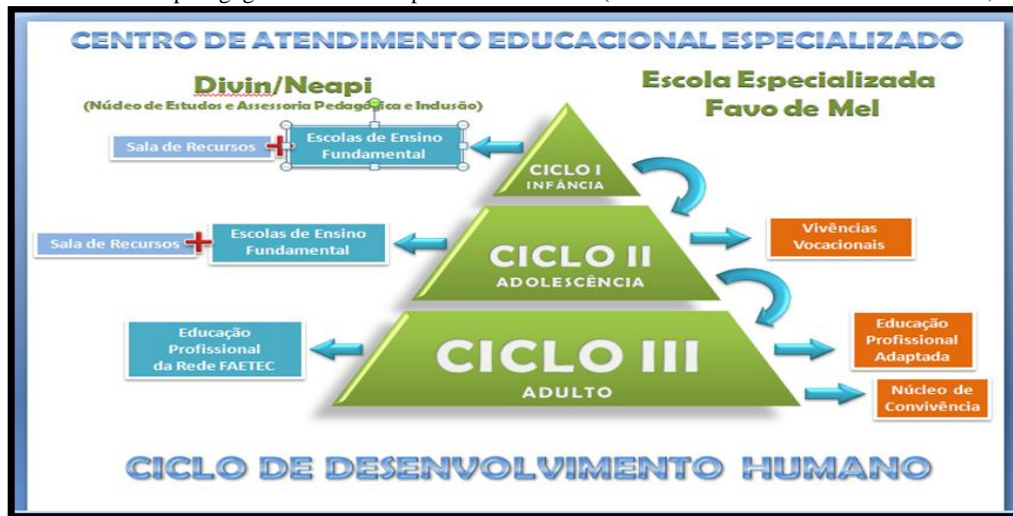 CENTRO DE ATENDIMENTO EDUCACIONAL ESPECIALIZADO
Divin/Neapi
(Núcleo de Estudos e Assessoria Pedagógica e Indusão)
Escola Especializada
Favo de Mel
Sala de Recursos
Escolas de Ensino
Fundamental
CICLO I
INFÂNCIA
Sala de Recursos
Escolas de Ensino
Fundamental
CICLO II
ADOLESCÊNCIA
Vivências
Vocacionais
Educação
Profissional
da Rede FAETEC
CICLO III
ADULTO
Educação
Profissional
Adaptada
Núcleo de
Convivência
CICLO DE DESENVOLVIMENTO HUMANO